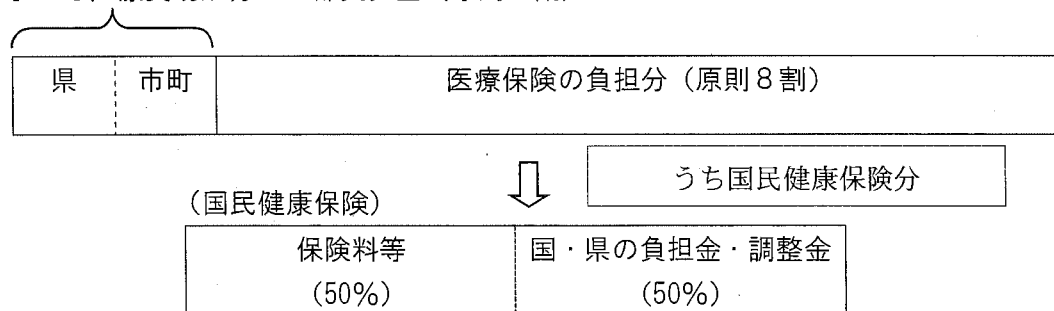 県 市町 医療保険の負担分（原則８割）
うち国民健康保険分
（国民健康保険）
保険料等 国・県の負担金・調整金
（50％） （50％）